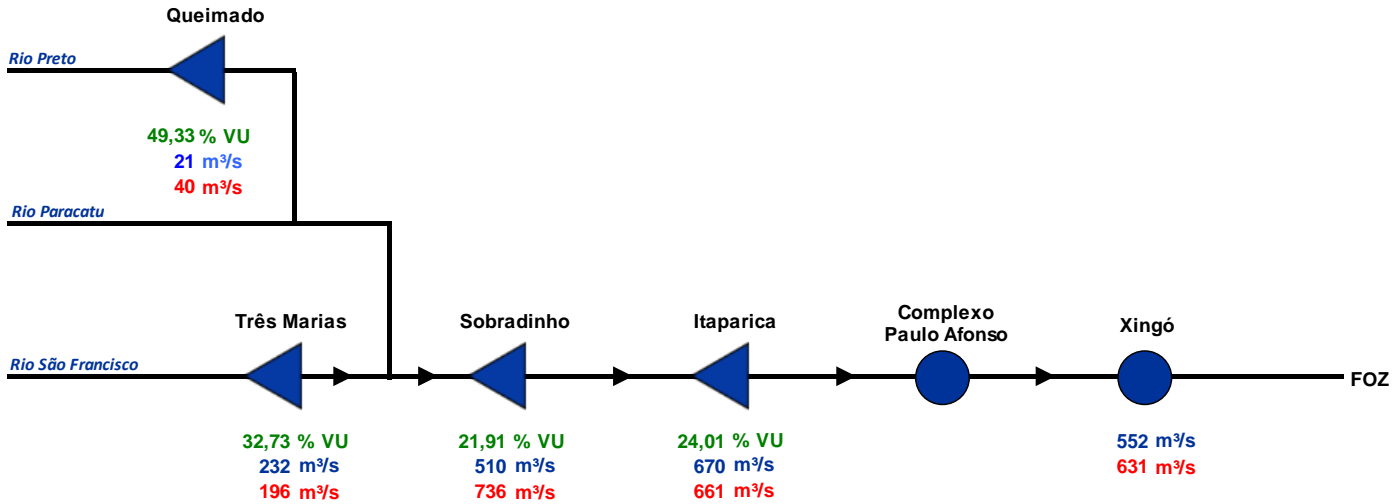 Queimado
Rio Preto
49,33 % VU
21 m³/s
40 m³/s
Rio Paracatu
Três Marias
Sobradinho
Itaparica
Complexo
Paulo Afonso
Xingó
Rio São Francisco
FOZ
32,73 % VU
232 m³/s
196 m³/s
21,91 % VU
510 m³/s
736 m³/s
24,01 % VU
670 m³/s
661 m³/s
552 m³/s
631 m³/s